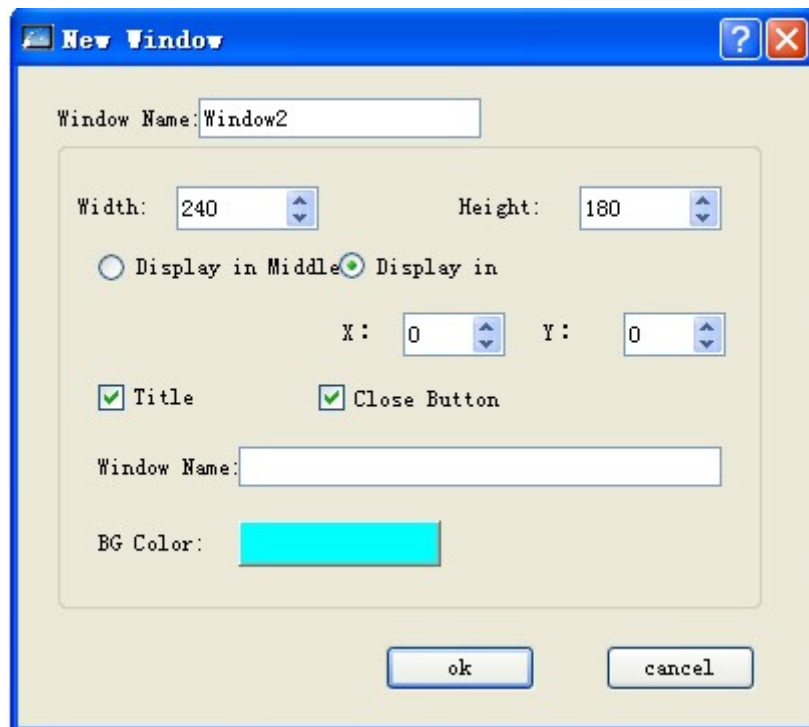 New Window
Window Name: Window2
Width: 240 Height: 180
Display in Middle Display in
X: 0 Y: 0
Title Close Button
Window Name:
BG Color:
ok cancel